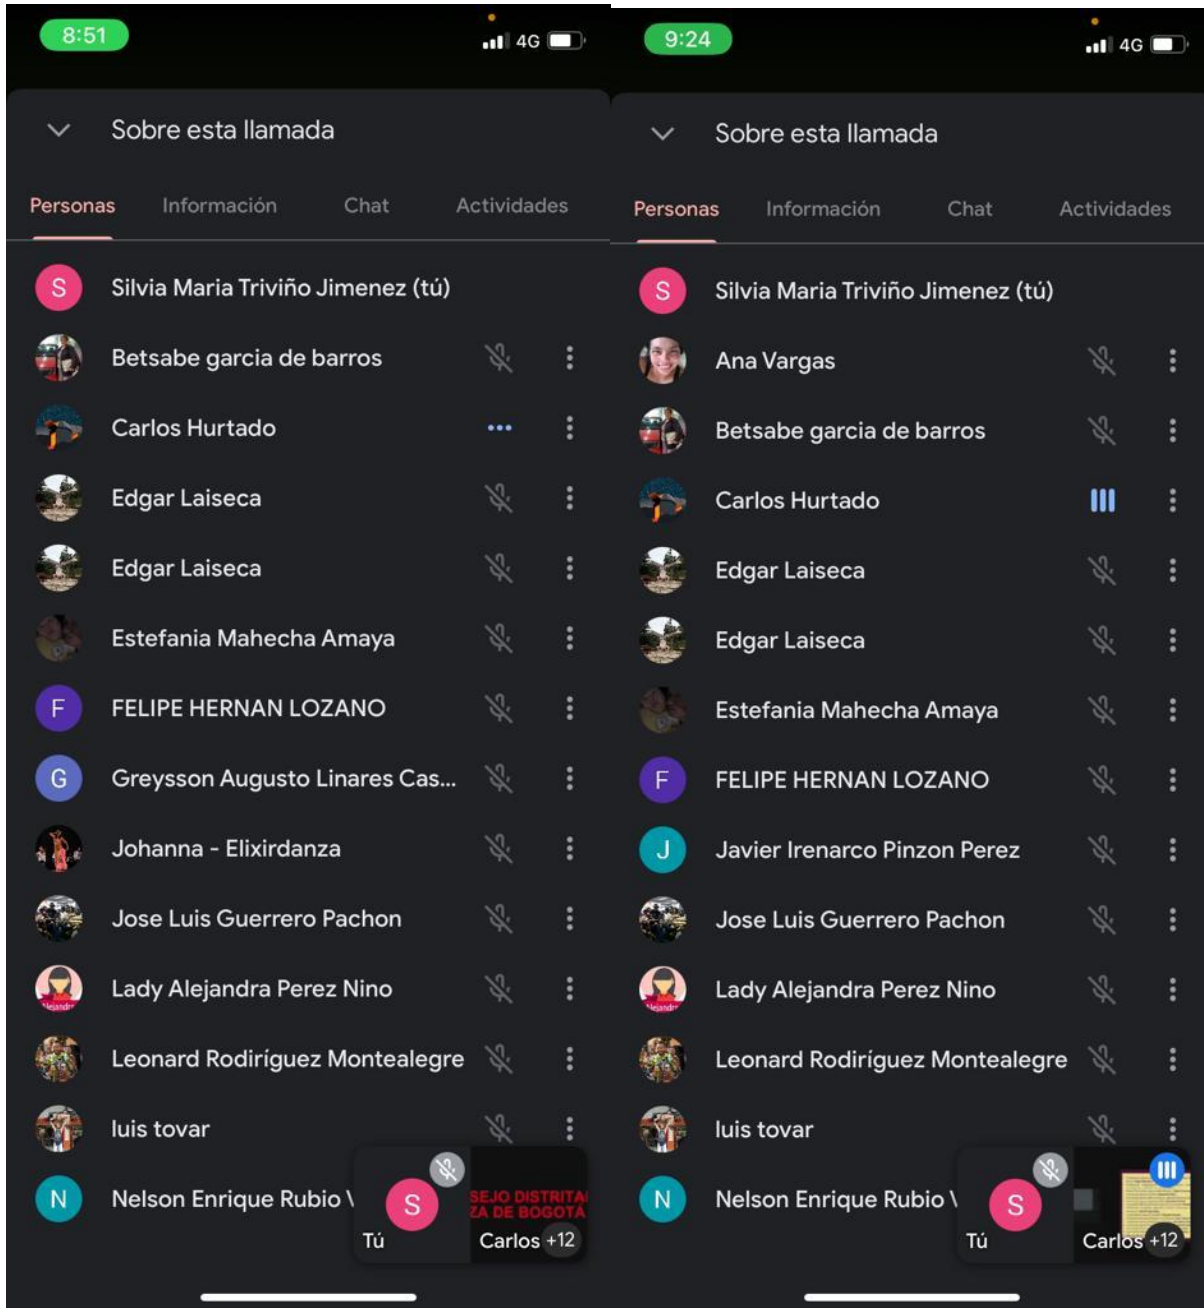 8:51
4G
Sobre esta llamada
Personas Información Chat Actividades
S Silvia Maria Triviño Jimenez (tú)
Betsabe garcia de barros
Carlos Hurtado
Edgar Laiseca
Edgar Laiseca
Estefania Mahecha Amaya
F FELIPE HERNAN LOZANO
G Greysson Augusto Linares Cas...
Johanna - Elixirdanza
Jose Luis Guerrero Pachon
Lady Alejandra Perez Nino
Leonard Rodiríguez Montealegre
luis tovar
N Nelson Enrique Rubio
S
SEJO DISTRITA
ZA DE BOGOTÁ
Tú
Carlos +12
9:24
4G
Sobre esta llamada
Personas Información Chat Actividades
S Silvia Maria Triviño Jimenez (tú)
Ana Vargas
Betsabe garcia de barros
Carlos Hurtado
Edgar Laiseca
Edgar Laiseca
Estefania Mahecha Amaya
F FELIPE HERNAN LOZANO
J Javier Irenarco Pinzon Perez
Jose Luis Guerrero Pachon
Lady Alejandra Perez Nino
Leonard Rodiríguez Montealegre
luis tovar
N Nelson Enrique Rubio
S
Tú
Carlos +12